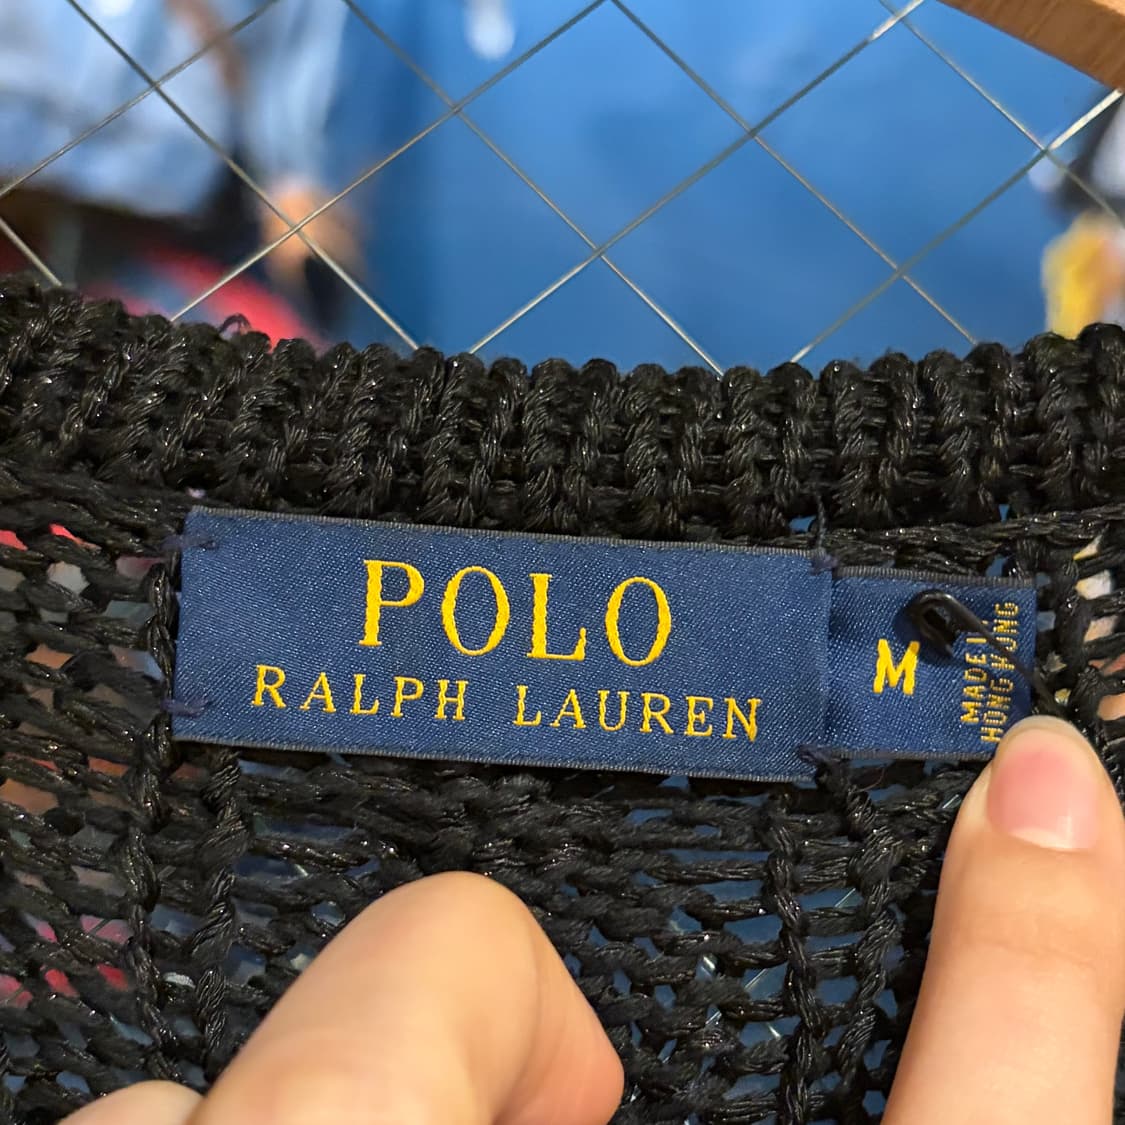 POLO
RALPH LAUREN
M
MADE IN
HONG KONG